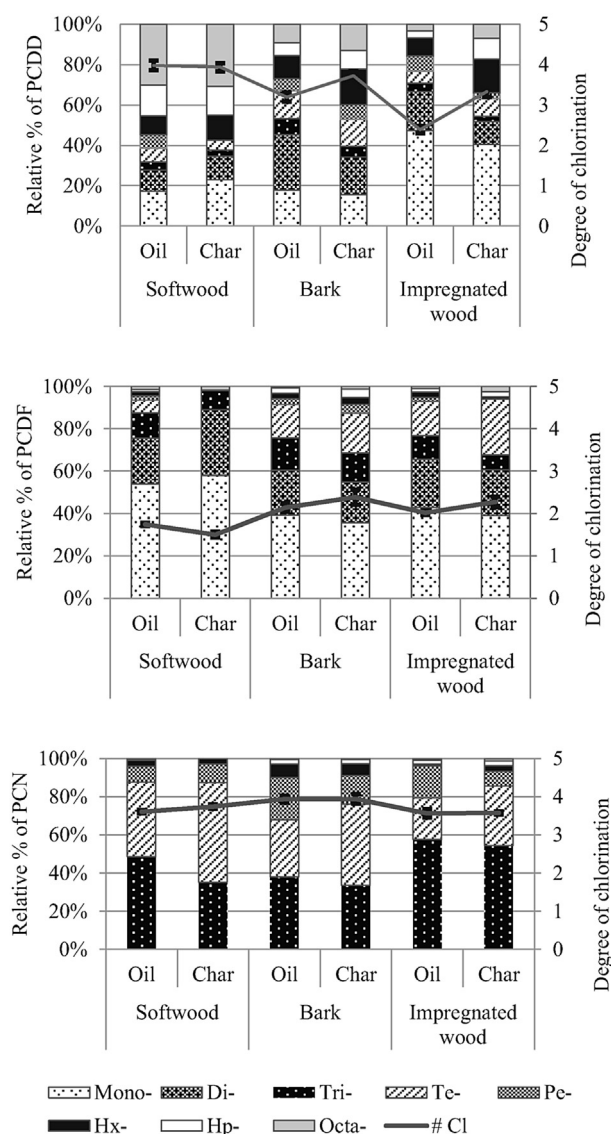 Relative % of PCDD
100%
80%
60%
40%
20%
0%
5
4
3
2
1
0
Degree of chlorination
Oil Char Oil Char Oil Char
Softwood Bark Impregnated
wood
Relative % of PCDF
100%
80%
60%
40%
20%
0%
5
4
3
2
1
0
Degree of chlorination
Oil Char Oil Char Oil Char
Softwood Bark Impregnated
wood
Relative % of PCN
100%
80%
60%
40%
20%
0%
5
4
3
2
1
0
Degree of chlorination
Oil Char Oil Char Oil Char
Softwood Bark Impregnated
wood
Mono- Di- Tri- Te- Pe-
Hx- Hp- Octa- # Cl